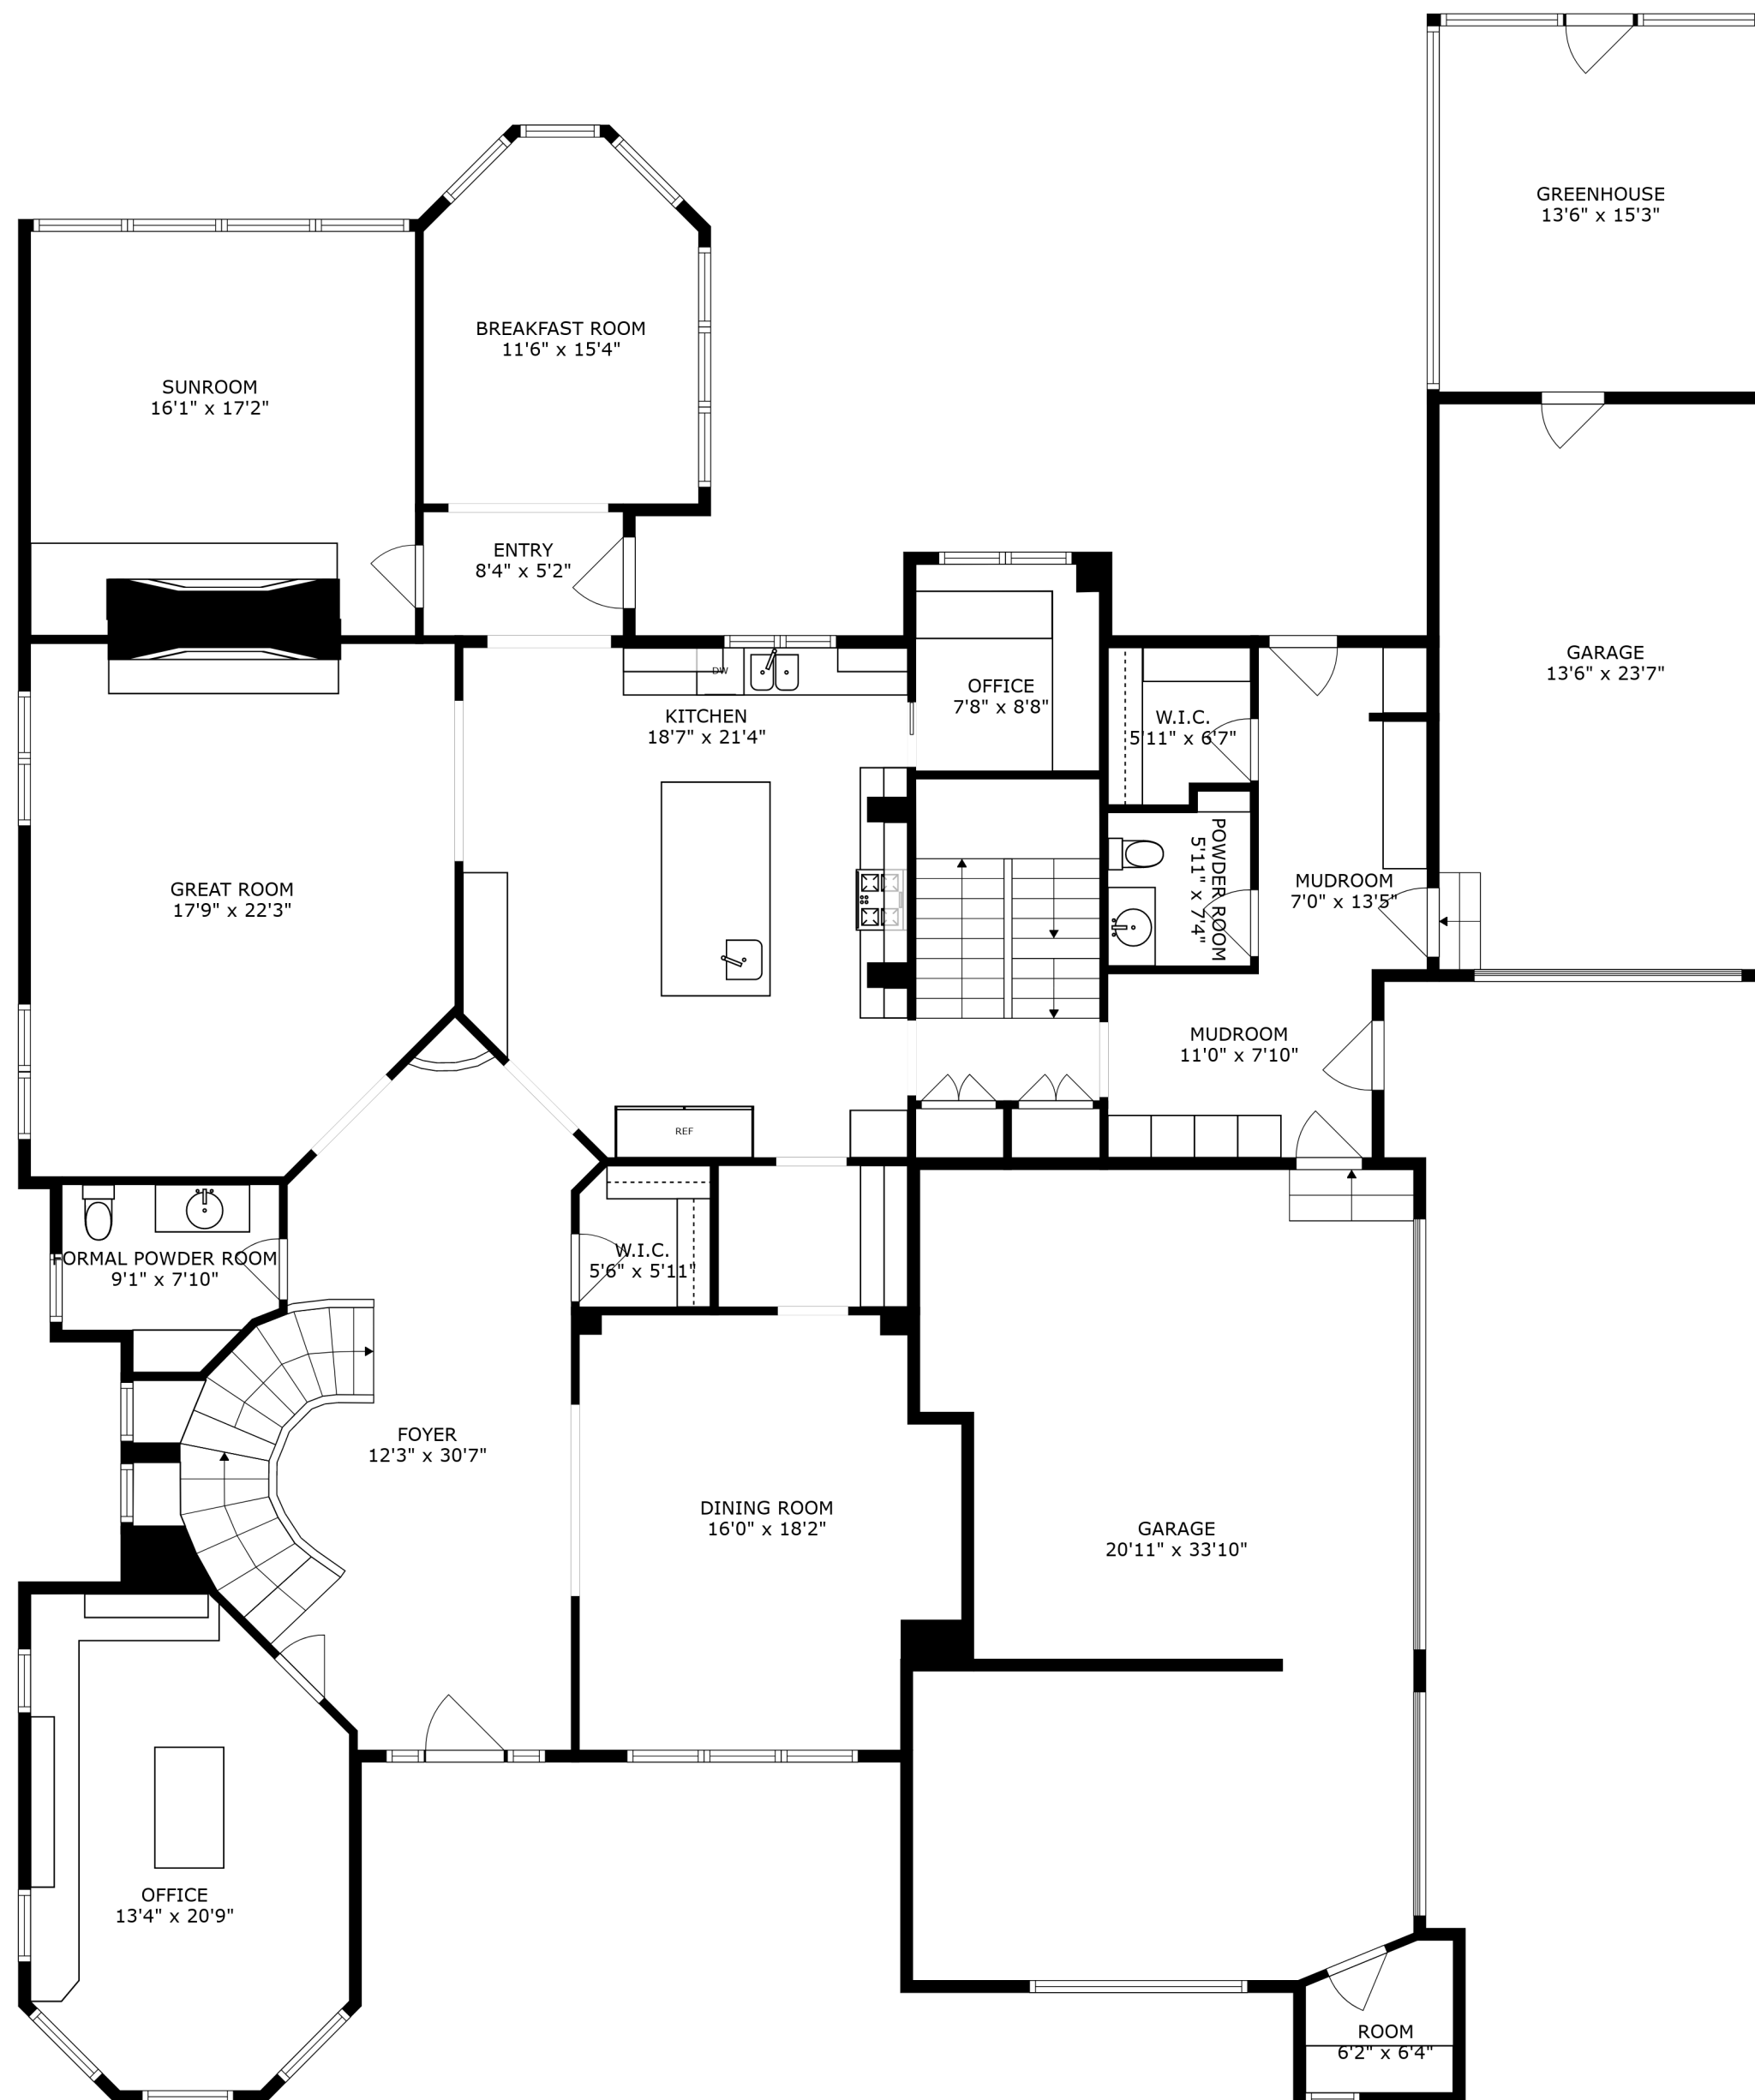 GREENHOUSE
13'6" x 15'3"
BREAKFAST ROOM
11'6" x 15'4"
SUNROOM
16'1" x 17'2"
ENTRY
8'4" x 5'2"
GARAGE
13'6" x 23'7"
DW
OFFICE
7'8" x 8'8"
KITCHEN
18'7" x 21'4"
W.I.C.
5'11" x 6'7"
GREAT ROOM
17'9" x 22'3"
POWDER ROOM
5'11" x 7'4"
MUDROOM
7'0" x 13'5"
MUDROOM
11'0" x 7'10"
REF
W.I.C.
5'6" x 5'11"
FORMAL POWDER ROOM
9'1" x 7'10"
FOYER
12'3" x 30'7"
DINING ROOM
16'0" x 18'2"
GARAGE
20'11" x 33'10"
OFFICE
13'4" x 20'9"
ROOM
6'2" x 6'4"